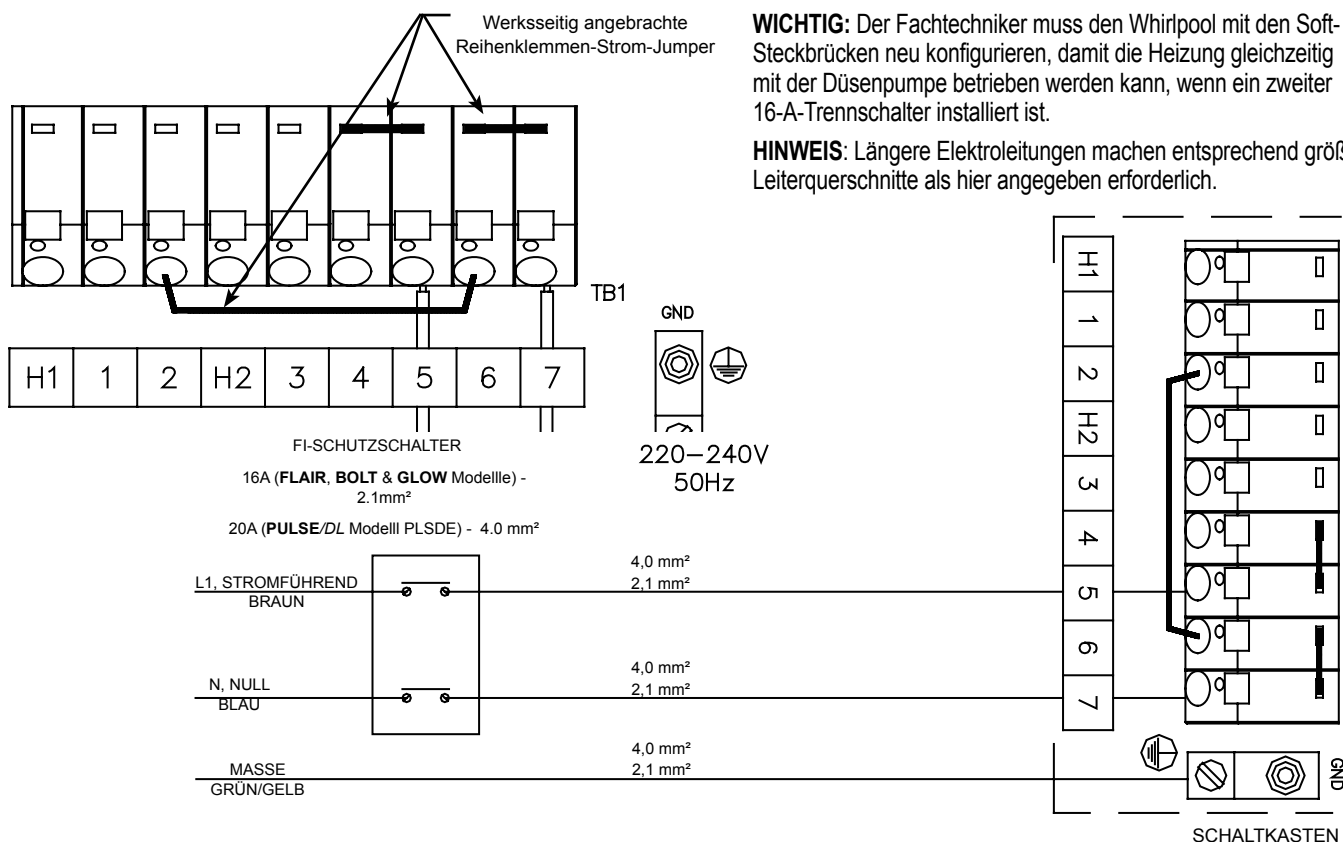 Werksseitig angebrachte
Reihenklemmen-Strom-Jumper
WICHTIG: Der Fachtechniker muss den Whirlpool mit den Soft-
Steckbrücken neu konfigurieren, damit die Heizung gleichzeitig
mit der Düsenpumpe betrieben werden kann, wenn ein zweiter
16-A-Trennschalter installiert ist.
HINWEIS: Längere Elektroleitungen machen entsprechend größ
Leiterquerschnitte als hier angegeben erforderlich.
TB1
H1 1 2 H2 3 4 5 6 7
GND
220–240V
50Hz
FI-SCHUTZSCHALTER
16A (FLAIR, BOLT & GLOW Modellle) -
2.1mm²
20A (PULSE/DL Modelll PLSDE) - 4.0 mm²
L1, STROMFÜHREND
BRAUN
4,0 mm²
2,1 mm²
N, NULL
BLAU
4,0 mm²
2,1 mm²
MASSE
GRÜN/GELB
4,0 mm²
2,1 mm²
H1
1
2
H2
3
4
5
6
7
GND
SCHALTKASTEN